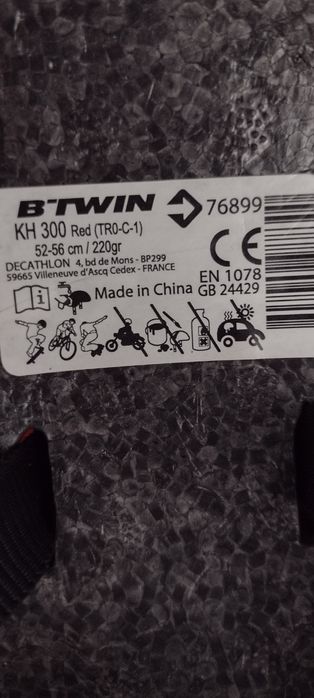 B'TWIN 76899
KH 300 Red (TR0-C-1)
52-56 cm / 220gr
DECATHLON 4, bd de Mons - BP299
59665 Villeneuve d'Ascq Cedex - FRANCE
CE
EN 1078
Made in China GB 24429